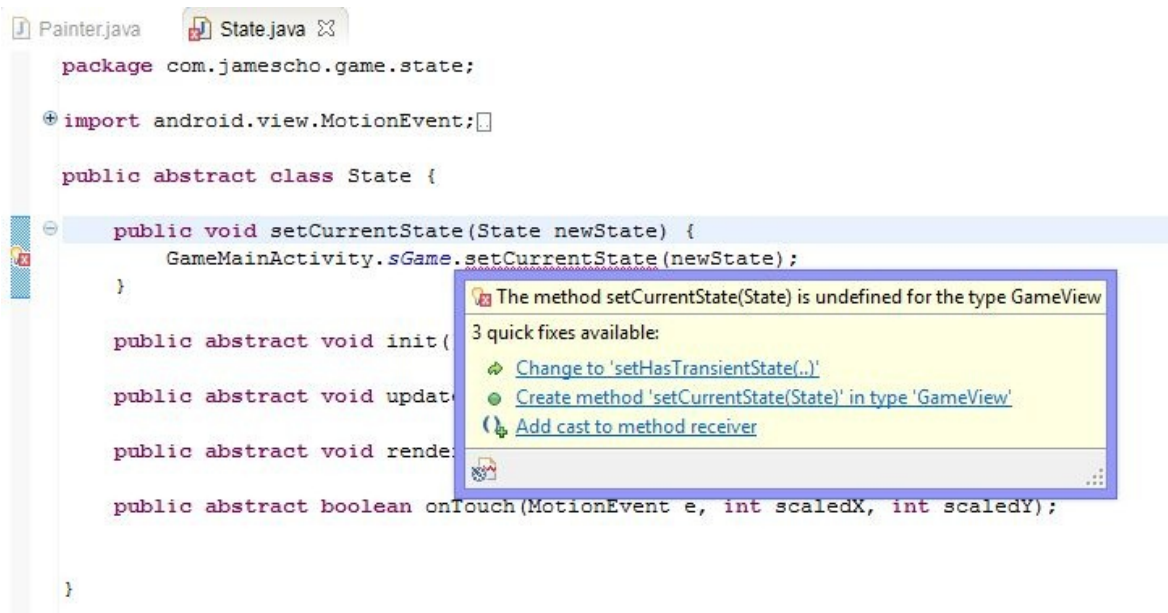 Painter.java State.java
package com.jamescho.game.state;
import android.view.MotionEvent;
public abstract class State {
public void setCurrentState(State newState) {
GameMainActivity.sGame.setCurrentState(newState);
}
The method setCurrentState(State) is undefined for the type GameView
3 quick fixes available:
Change to 'setHasTransientState(..)'
Create method 'setCurrentState(State)' in type 'GameView'
Add cast to method receiver
public abstract void init(
public abstract void updat
public abstract void rende
public abstract boolean onTouch(MotionEvent e, int scaledX, int scaledY);
}